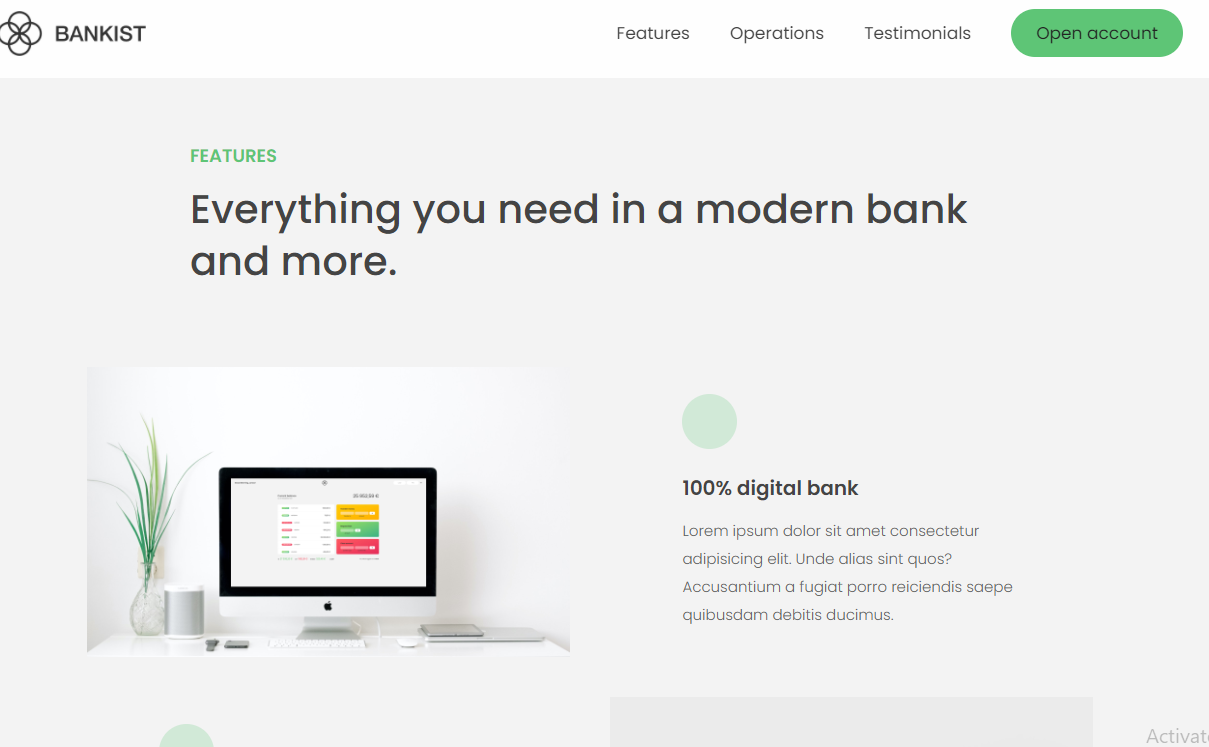 BANKIST
Features
Operations
Testimonials
Open account
FEATURES
Everything you need in a modern bank
and more.
100% digital bank
Lorem ipsum dolor sit amet consectetur
adipisicing elit. Unde alias sint quos?
Accusantium a fugiat porro reiciendis saepe
quibusdam debitis ducimus.